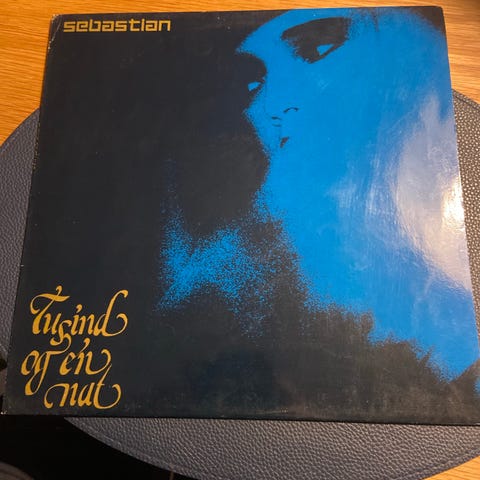 sebastian
Tusind
og én
nat